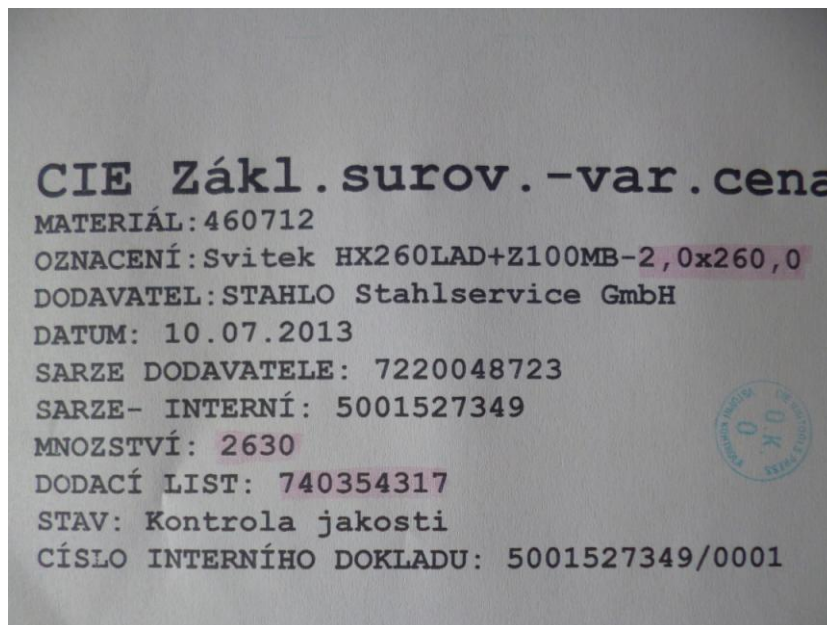 CIE Zákl.surov.-var.cena
MATERIÁL:460712
OZNACENÍ:Svitek HX260LAD+Z100MB-2,0x260,0
DODAVATEL:STAHLO Stahlservice GmbH
DATUM: 10.07.2013
SARZE DODAVATELE: 7220048723
SARZE- INTERNÍ: 5001527349
MNOZSTVÍ: 2630
DODACÍ LIST: 740354317
STAV: Kontrola jakosti
CÍSLO INTERNÍHO DOKLADU: 5001527349/0001
O.K.